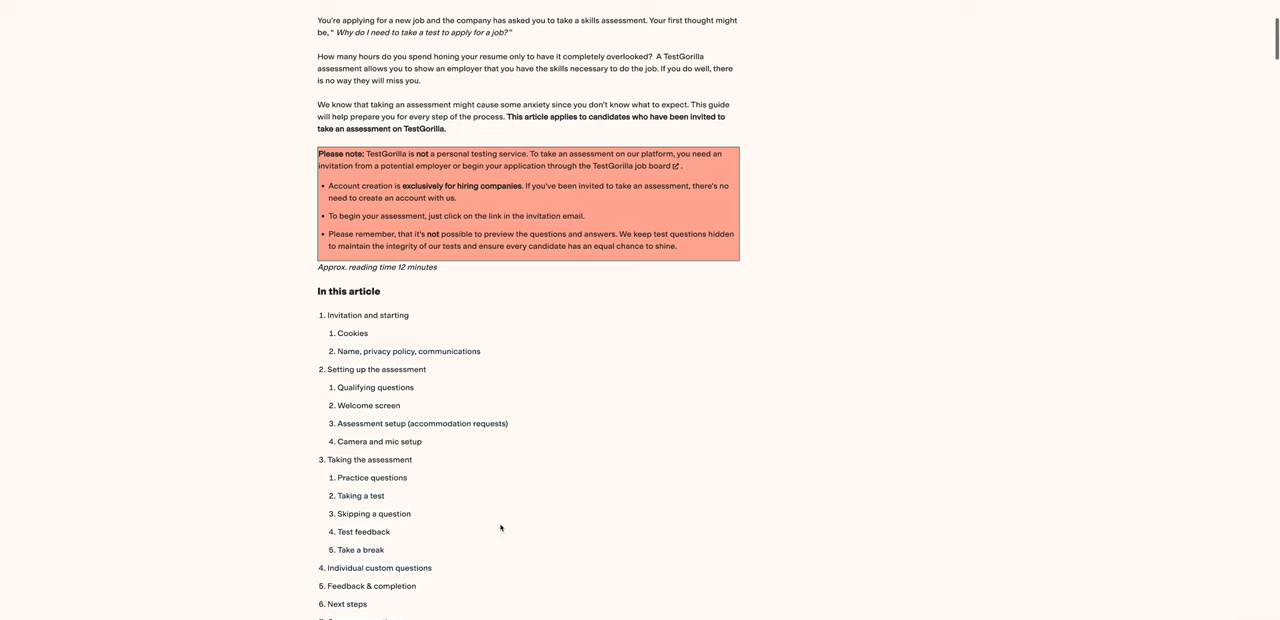 You're applying for a new job and the company has asked you to take a skills assessment. Your first thought might
be, " Why do I need to take a test to apply for a job? "
How many hours do you spend honing your resume only to have it completely overlooked?  A TestGorilla
assessment allows you to show an employer that you have the skills necessary to do the job. If you do well, there
is no way they will miss you.
We know that taking an assessment might cause some anxiety since you don't know what to expect. This guide
will help prepare you for every step of the process. This article applies to candidates who have been invited to
take an assessment on TestGorilla.
Please note: TestGorilla is not a personal testing service. To take an assessment on our platform, you need an
invitation from a potential employer or begin your application through the TestGorilla job board .
• Account creation is exclusively for hiring companies. If you've been invited to take an assessment, there's no
need to create an account with us.
• To begin your assessment, just click on the link in the invitation email.
• Please remember, that it's not possible to preview the questions and answers. We keep test questions hidden
to maintain the integrity of our tests and ensure every candidate has an equal chance to shine.
Approx. reading time 12 minutes
In this article
1. Invitation and starting
1. Cookies
2. Name, privacy policy, communications
2. Setting up the assessment
1. Qualifying questions
2. Welcome screen
3. Assessment setup (accommodation requests)
4. Camera and mic setup
3. Taking the assessment
1. Practice questions
2. Taking a test
3. Skipping a question
4. Test feedback
5. Take a break
4. Individual custom questions
5. Feedback & completion
6. Next steps